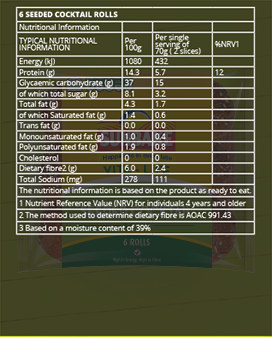 6 SEEDED COCKTAIL ROLLS
Nutritional Information
TYPICAL NUTRITIONAL INFORMATION Per 100g Per single serving of 70g ( 2 slices) %NRV1
Energy (kJ) 1080 432
Protein (g) 14.3 5.7 12
Glycaemic carbohydrate (g) 37 15
of which total sugar (g) 8.1 3.2
Total fat (g) 4.3 1.7
of which Saturated fat (g) 1.4 0.6
Trans fat (g) 0.0 0.0
Monounsaturated fat (g) 1.0 0.4
Polyunsaturated fat (g) 1.9 0.8
Cholesterol 0 0
Dietary fibre2 (g) 6.0 2.4
Total Sodium (mg) 278 111
The nutritional information is based on the product as ready to eat.
1 Nutrient Reference Value (NRV) for individuals 4 years and older
2 The method used to determine dietary fibre is AOAC 991.43
3 Based on a moisture content of 39%
6 ROLLS